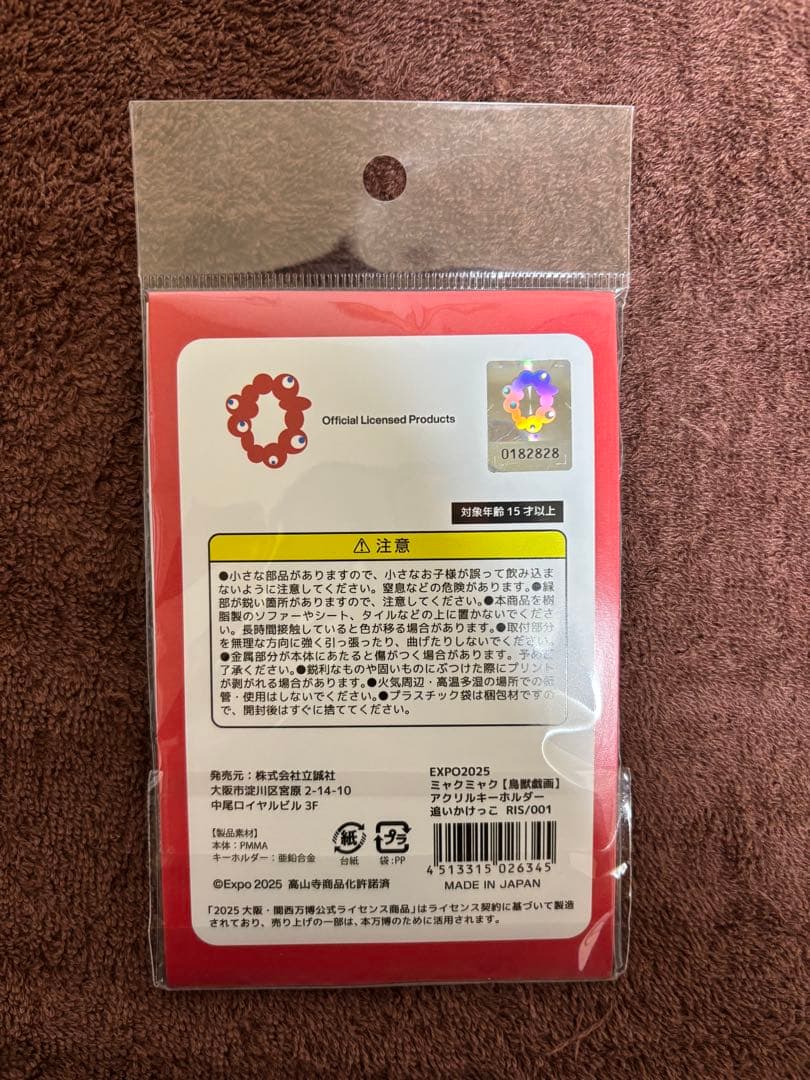 Official Licensed Products
0182828
対象年齢15才以上
⚠注意
●小さな部品がありますので、小さなお子様が誤って飲み込ま
ないように注意してください。窒息などの危険があります。●縁
部が鋭い箇所がありますので、注意してください。●本商品を樹
脂製のソファーやシート、タイルなどの上に置かないでくださ
い。長時間接触していると色が移る場合があります。●取付部分
を無理な方向に強く引っ張ったり、曲げたりしないでください。
●金属部分が本体にあたると傷がつく場合があります。予めご
了承ください。●鋭利なものや固いものにぶつけた際にプリント
が剥がれる場合があります。●火気周辺・高温多湿の場所での保
管・使用はしないでください。●プラスチック袋は梱包材ですの
で、開封後はすぐに捨ててください。
発売元:株式会社立誠社
大阪市淀川区宮原2-14-10
中尾ロイヤルビル3F
【製品素材】
本体:PMMA
キーホルダー:亜鉛合金
紙
台紙
プラ
袋:PP
EXPO2025
ミャクミャク【鳥獣戯画】
アクリルキーホルダー
追いかけっこ RIS/001
4513315026345
MADE IN JAPAN
©Expo 2025 高山寺商品化許諾済
「2025大阪・関西万博公式ライセンス商品」はライセンス契約に基づいて製造
されており、売り上げの一部は、本万博のために活用されます。